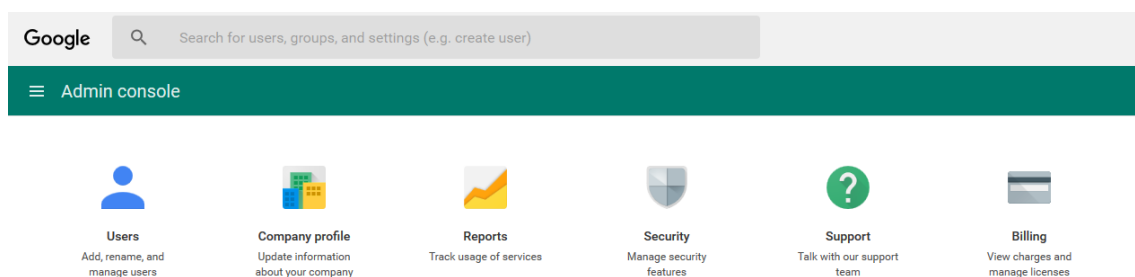 Google
Search for users, groups, and settings (e.g. create user)
Admin console
?
Users
Add, rename, and
manage users
Company profile
Update information
about your company
Reports
Track usage of services
Security
Manage security
features
Support
Talk with our support
team
Billing
View charges and
manage licenses